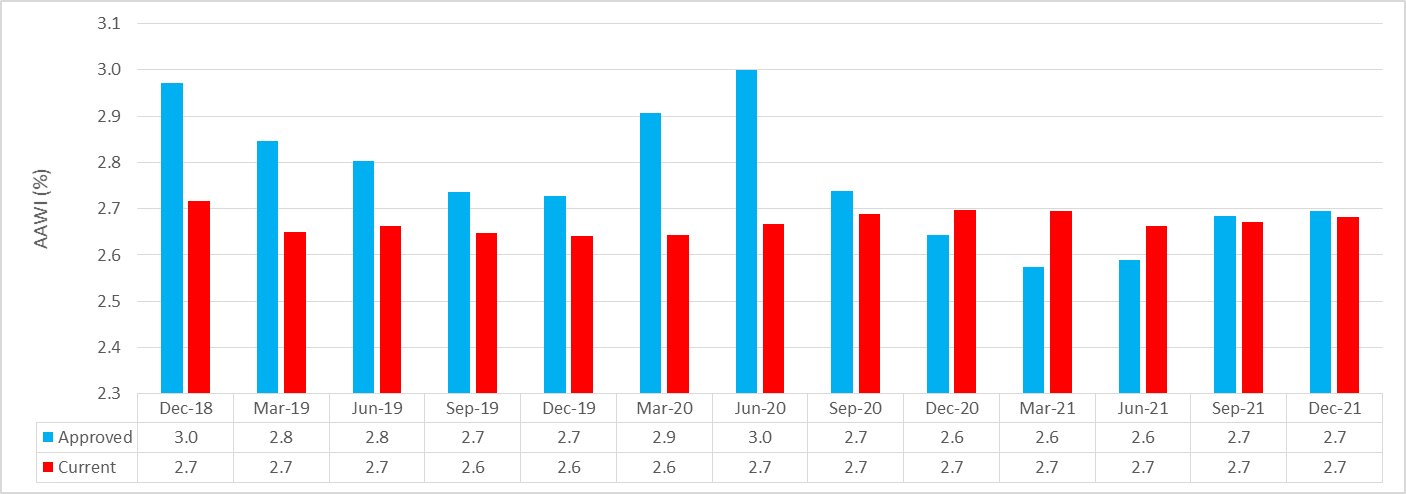 3.1
3.0
2.9
2.8
2.7
2.6
2.5
2.4
2.3
AAWI (%)
Dec-18 Mar-19 Jun-19 Sep-19 Dec-19 Mar-20 Jun-20 Sep-20 Dec-20 Mar-21 Jun-21 Sep-21 Dec-21
Approved 3.0 2.8 2.8 2.7 2.7 2.9 3.0 2.7 2.6 2.6 2.6 2.7 2.7
Current 2.7 2.7 2.7 2.6 2.6 2.6 2.7 2.7 2.7 2.7 2.7 2.7 2.7